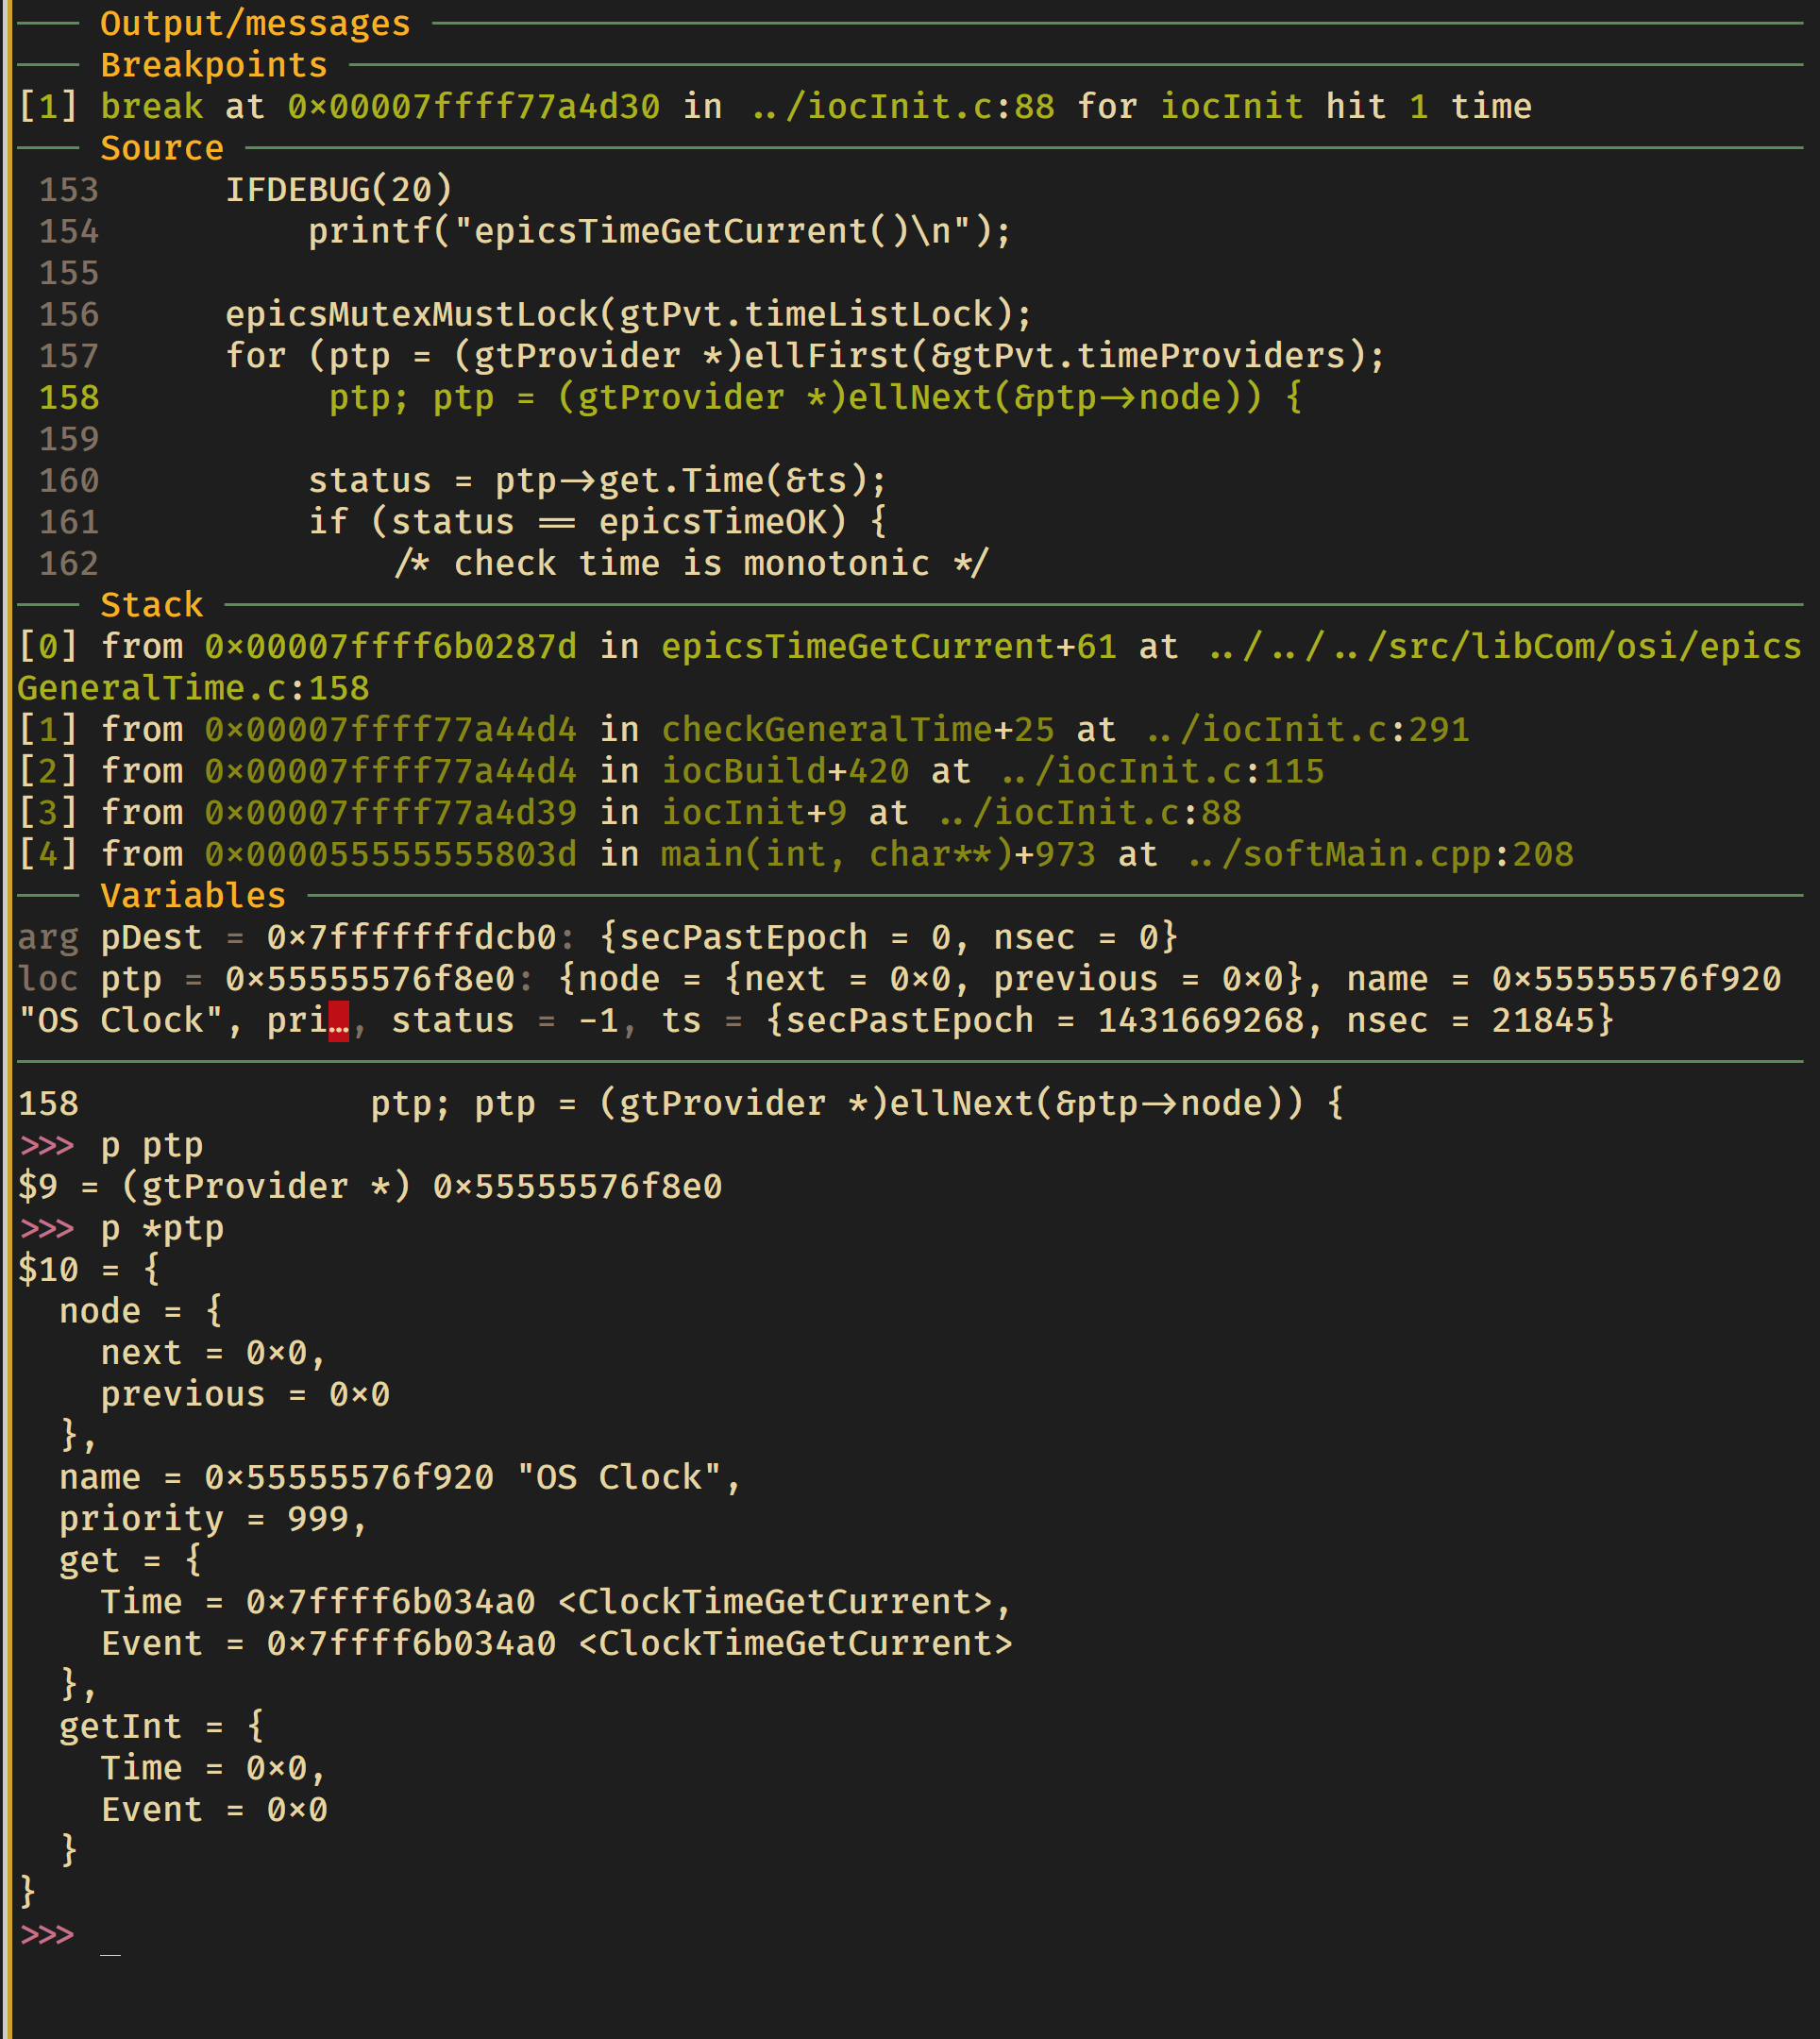 Output/messages
Breakpoints
[1] break at 0x00007ffff77a4d30 in ../iocInit.c:88 for iocInit hit 1 time
Source
153      IFDEBUG(20)
154          printf("epicsTimeGetCurrent()\n");
155
156      epicsMutexMustLock(gtPvt.timeListLock);
157      for (ptp = (gtProvider *)ellFirst(&gtPvt.timeProviders);
158           ptp; ptp = (gtProvider *)ellNext(&ptp->node)) {
159
160          status = ptp->get.Time(&ts);
161          if (status == epicsTimeOK) {
162              /* check time is monotonic */
Stack
[0] from 0x00007ffff6b0287d in epicsTimeGetCurrent+61 at ../../../src/libCom/osi/epics
GeneralTime.c:158
[1] from 0x00007ffff77a44d4 in checkGeneralTime+25 at ../iocInit.c:291
[2] from 0x00007ffff77a44d4 in iocBuild+420 at ../iocInit.c:115
[3] from 0x00007ffff77a4d39 in iocInit+9 at ../iocInit.c:88
[4] from 0x000055555555803d in main(int, char**)+973 at ../softMain.cpp:208
Variables
arg pDest = 0x7fffffffdcb0: {secPastEpoch = 0, nsec = 0}
loc ptp = 0x55555576f8e0: {node = {next = 0x0, previous = 0x0}, name = 0x55555576f920
"OS Clock", pri…, status = -1, ts = {secPastEpoch = 1431669268, nsec = 21845}
158              ptp; ptp = (gtProvider *)ellNext(&ptp->node)) {
>>> p ptp
$9 = (gtProvider *) 0x55555576f8e0
>>> p *ptp
$10 = {
  node = {
    next = 0x0,
    previous = 0x0
  },
  name = 0x55555576f920 "OS Clock",
  priority = 999,
  get = {
    Time = 0x7ffff6b034a0 <ClockTimeGetCurrent>,
    Event = 0x7ffff6b034a0 <ClockTimeGetCurrent>
  },
  getInt = {
    Time = 0x0,
    Event = 0x0
  }
}
>>> _